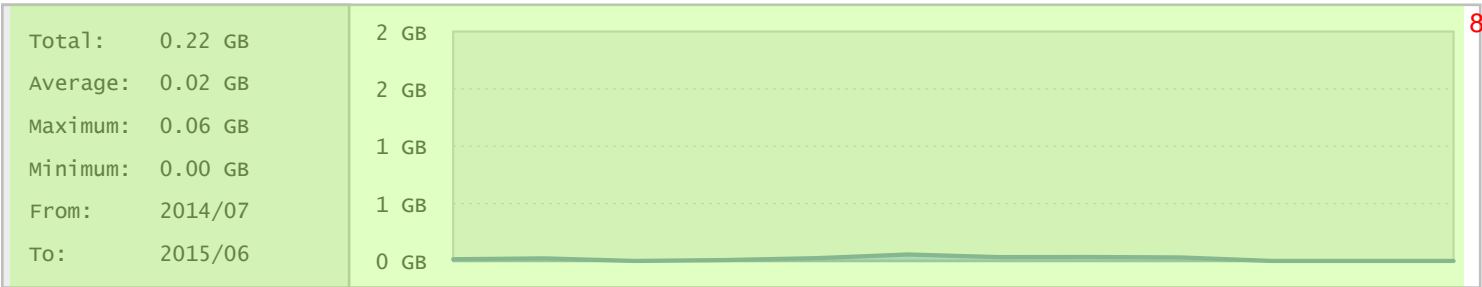 Total: 0.22 GB
Average: 0.02 GB
Maximum: 0.06 GB
Minimum: 0.00 GB
From: 2014/07
To: 2015/06
2 GB
2 GB
1 GB
1 GB
0 GB
8